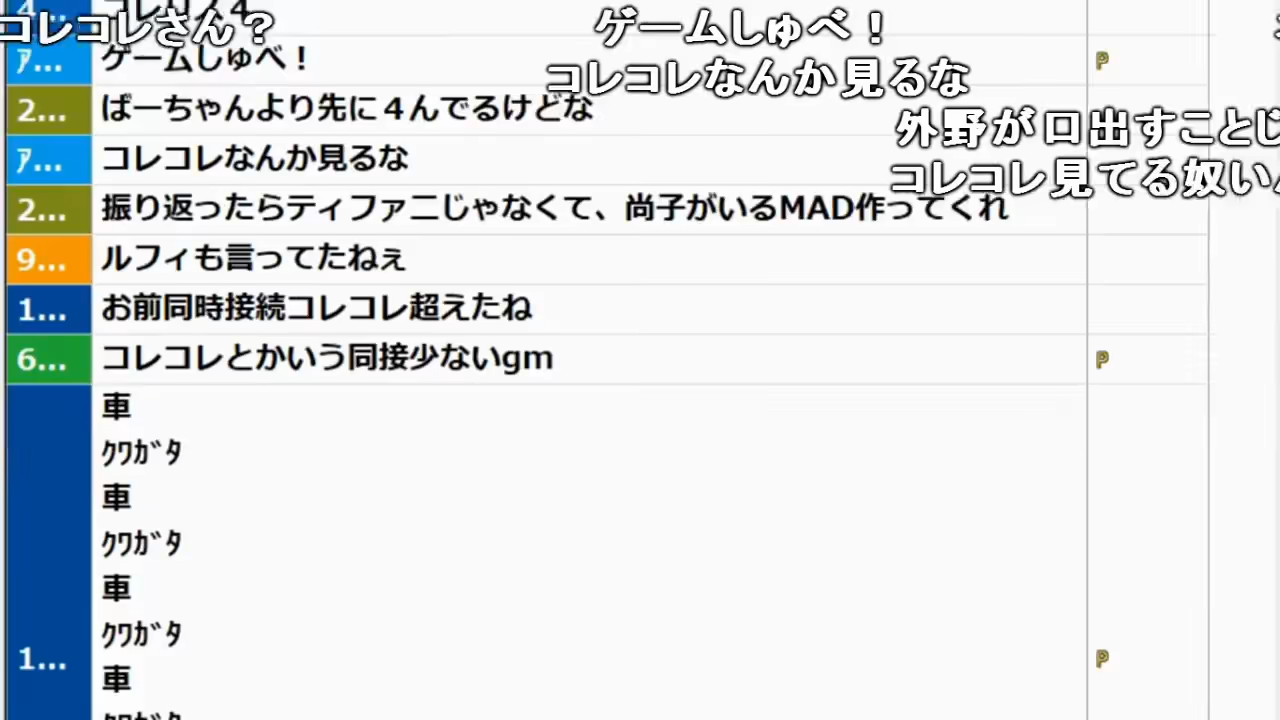 コレコレさん？
ゲームしゅべ！
ア...
ゲームしゅべ！
P
コレコレなんか見るな
2...
ばーちゃんより先に４んでるけどな
外野が口出すことじ
ア...
コレコレなんか見るな
コレコレ見てる奴い
2...
振り返ったらティファニじゃなくて、尚子がいるMAD作ってくれ
9...
ルフィも言ってたねぇ
1...
お前同時接続コレコレ超えたね
6...
コレコレとかいう同接少ないgm
P
車
ｸﾜｶﾞﾀ
車
ｸﾜｶﾞﾀ
車
ｸﾜｶﾞﾀ
1...
P
車
ｸﾜｶﾞﾀ